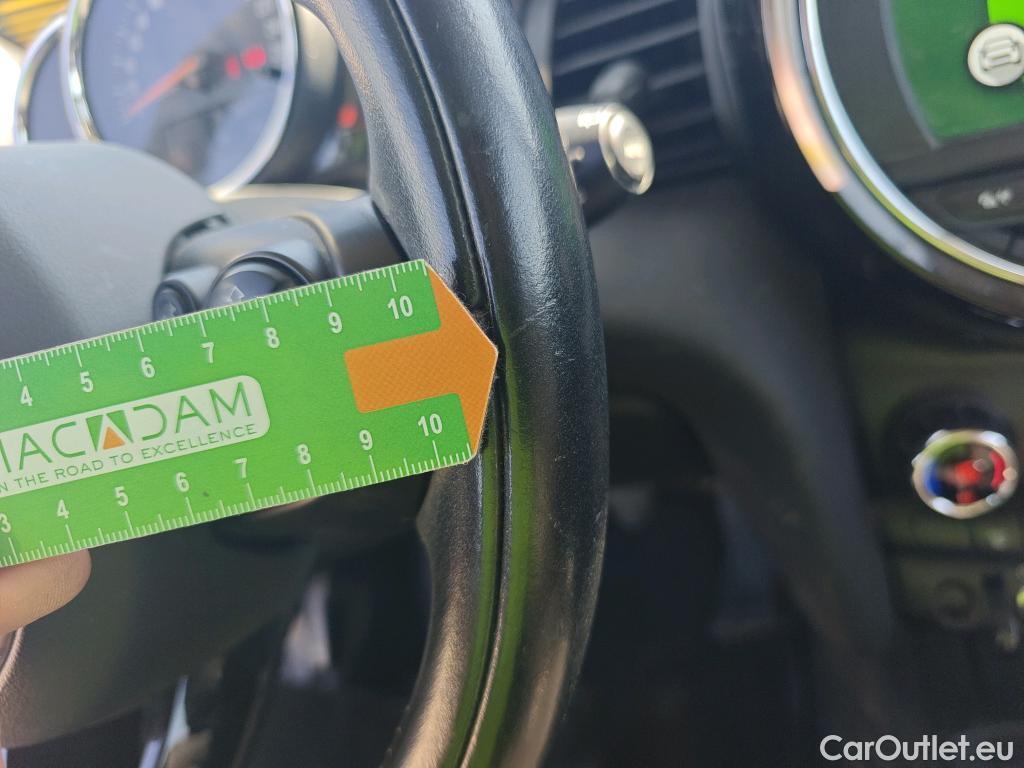 4 5 6 7 8 9 10
MACADAM
ON THE ROAD TO EXCELLENCE
3 4 5 6 7 8 9 10
CarOutlet.eu